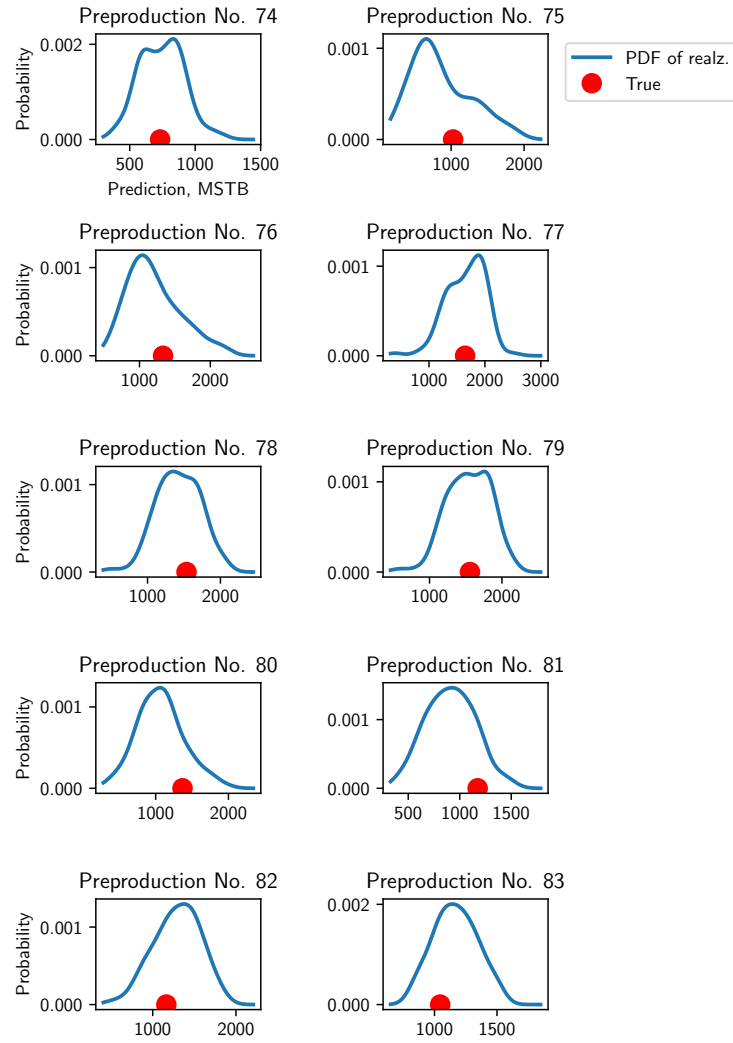 Preproduction No. 74
Probability
0.002
0.000
500 1000 1500
Prediction, MSTB
Preproduction No. 75
0.001
0.000
1000 2000
PDF of realz.
True
Preproduction No. 76
Probability
0.001
0.000
1000 2000
Preproduction No. 77
0.001
0.000
1000 2000 3000
Preproduction No. 78
Probability
0.001
0.000
1000 2000
Preproduction No. 79
0.001
0.000
1000 2000
Preproduction No. 80
Probability
0.001
0.000
1000 2000
Preproduction No. 81
0.001
0.000
500 1000 1500
Preproduction No. 82
Probability
0.001
0.000
1000 2000
Preproduction No. 83
0.002
0.000
1000 1500